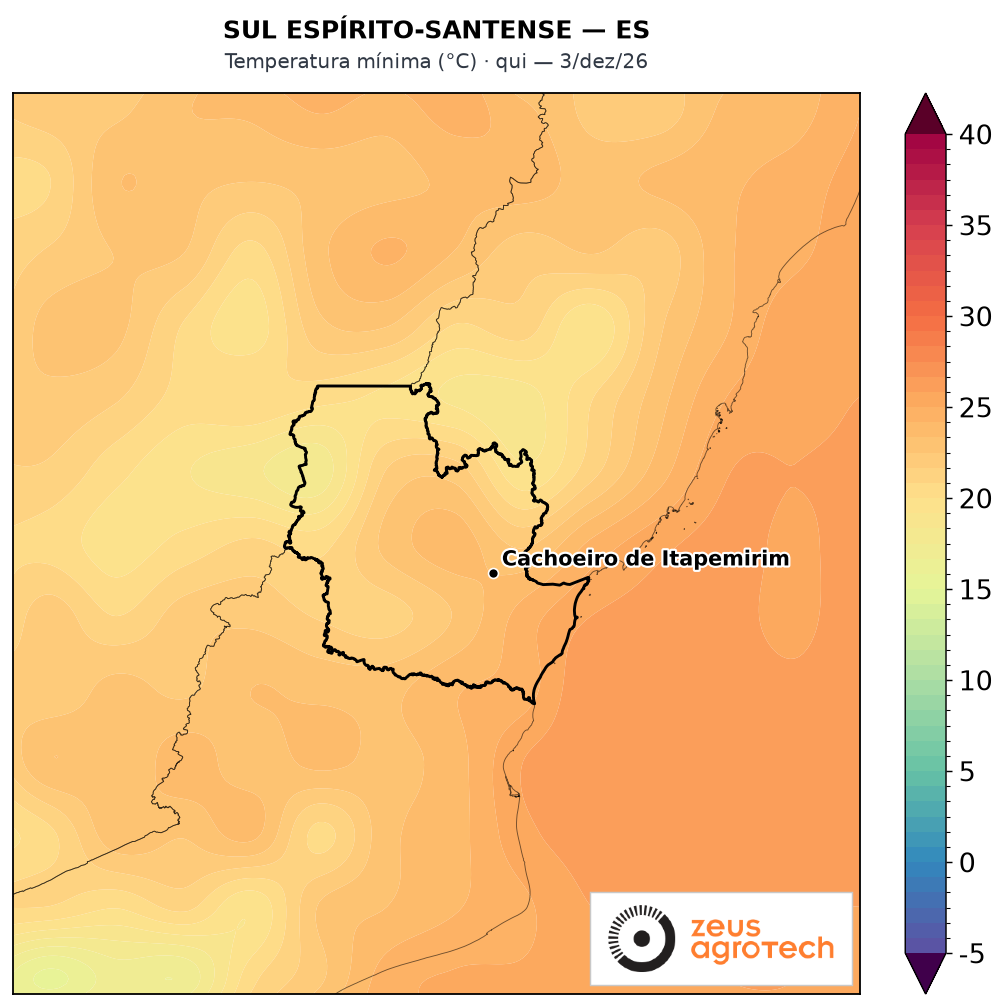 SUL ESPÍRITO-SANTENSE — ES
Temperatura mínima (°C) · qui — 3/dez/26
40
35
30
25
20
15
10
5
0
-5
Cachoeiro de Itapemirim
zeus
agrotech